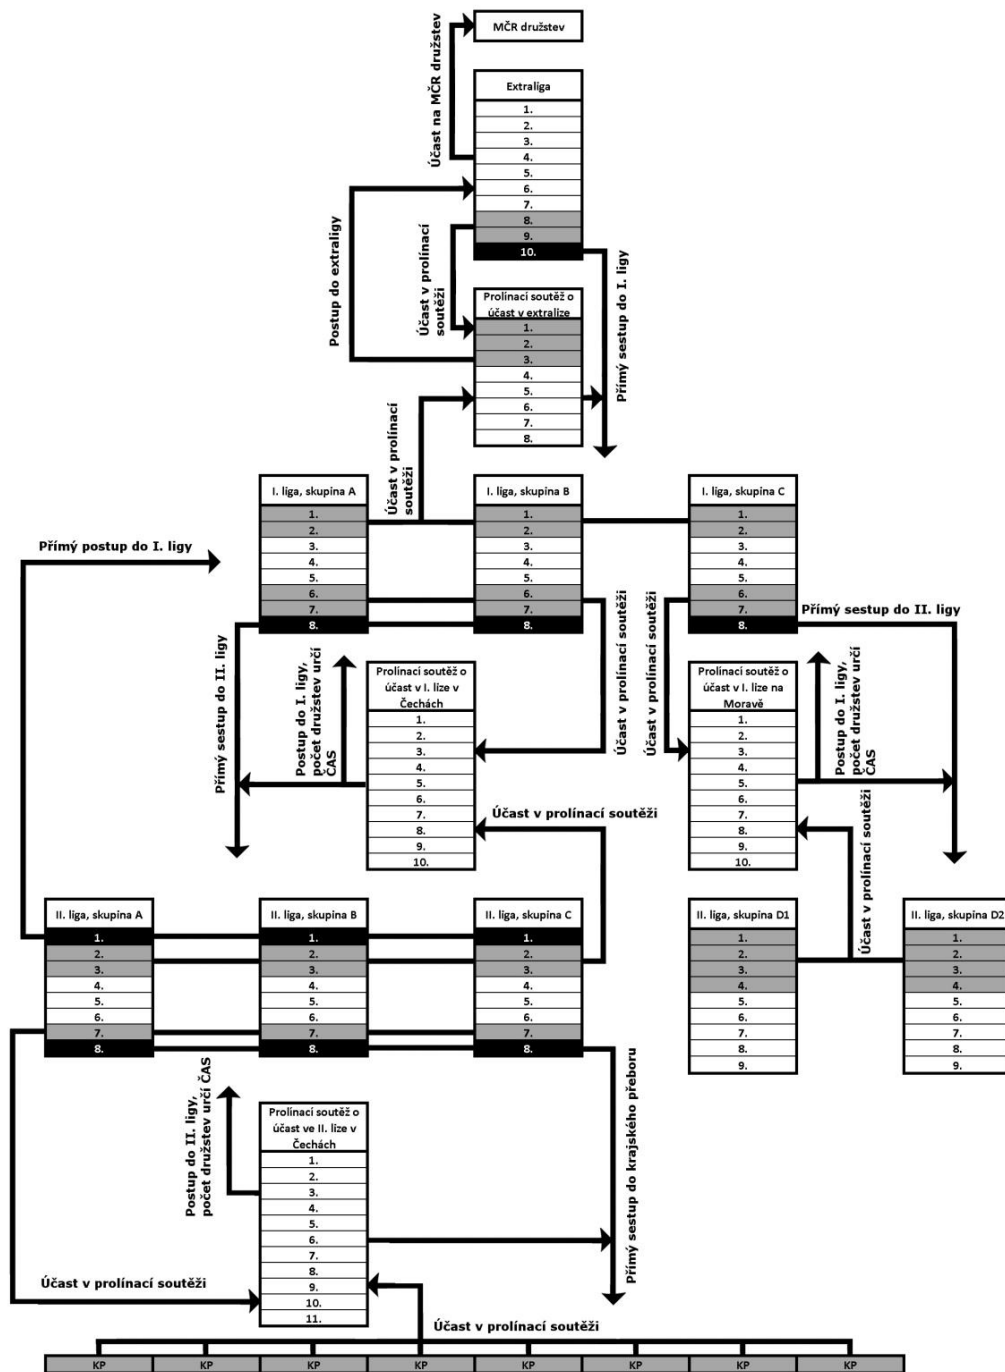 MČR družstev
Účast na MČR družstev
Extraliga
1.
2.
3.
4.
5.
6.
7.
8.
9.
10.
Postup do extraligy
Účast v prolínací
soutěži
Přímý sestup do I. ligy
Prolínací soutěž o
účast v extralize
1.
2.
3.
4.
5.
6.
7.
8.
Účast v prolínací
soutěži
I. liga, skupina A
1.
2.
3.
4.
5.
6.
7.
8.
I. liga, skupina B
1.
2.
3.
4.
5.
6.
7.
8.
I. liga, skupina C
1.
2.
3.
4.
5.
6.
7.
8.
Přímý postup do I. ligy
Přímý sestup do II. ligy
Přímý sestup do II. ligy
Postup do I. ligy,
počet družstev určí
ČAS
Prolínací soutěž o
účast v I. lize v
Čechách
1.
2.
3.
4.
5.
6.
7.
8.
9.
10.
Účast v prolínací soutěži
Účast v prolínací soutěži
Prolínací soutěž o
účast v I. lize na
Moravě
1.
2.
3.
4.
5.
6.
7.
8.
9.
10.
Postup do I. ligy,
počet družstev určí
ČAS
Účast v prolínací soutěži
Účast v prolínací soutěži
II. liga, skupina A
1.
2.
3.
4.
5.
6.
7.
8.
II. liga, skupina B
1.
2.
3.
4.
5.
6.
7.
8.
II. liga, skupina C
1.
2.
3.
4.
5.
6.
7.
8.
II. liga, skupina D1
1.
2.
3.
4.
5.
6.
7.
8.
9.
II. liga, skupina D2
1.
2.
3.
4.
5.
6.
7.
8.
9.
Postup do II. ligy,
počet družstev určí ČAS
Prolínací soutěž o
účast ve II. lize v
Čechách
1.
2.
3.
4.
5.
6.
7.
8.
9.
10.
11.
Přímý sestup do krajského přeboru
Účast v prolínací soutěži
Účast v prolínací soutěži
KP
KP
KP
KP
KP
KP
KP
KP